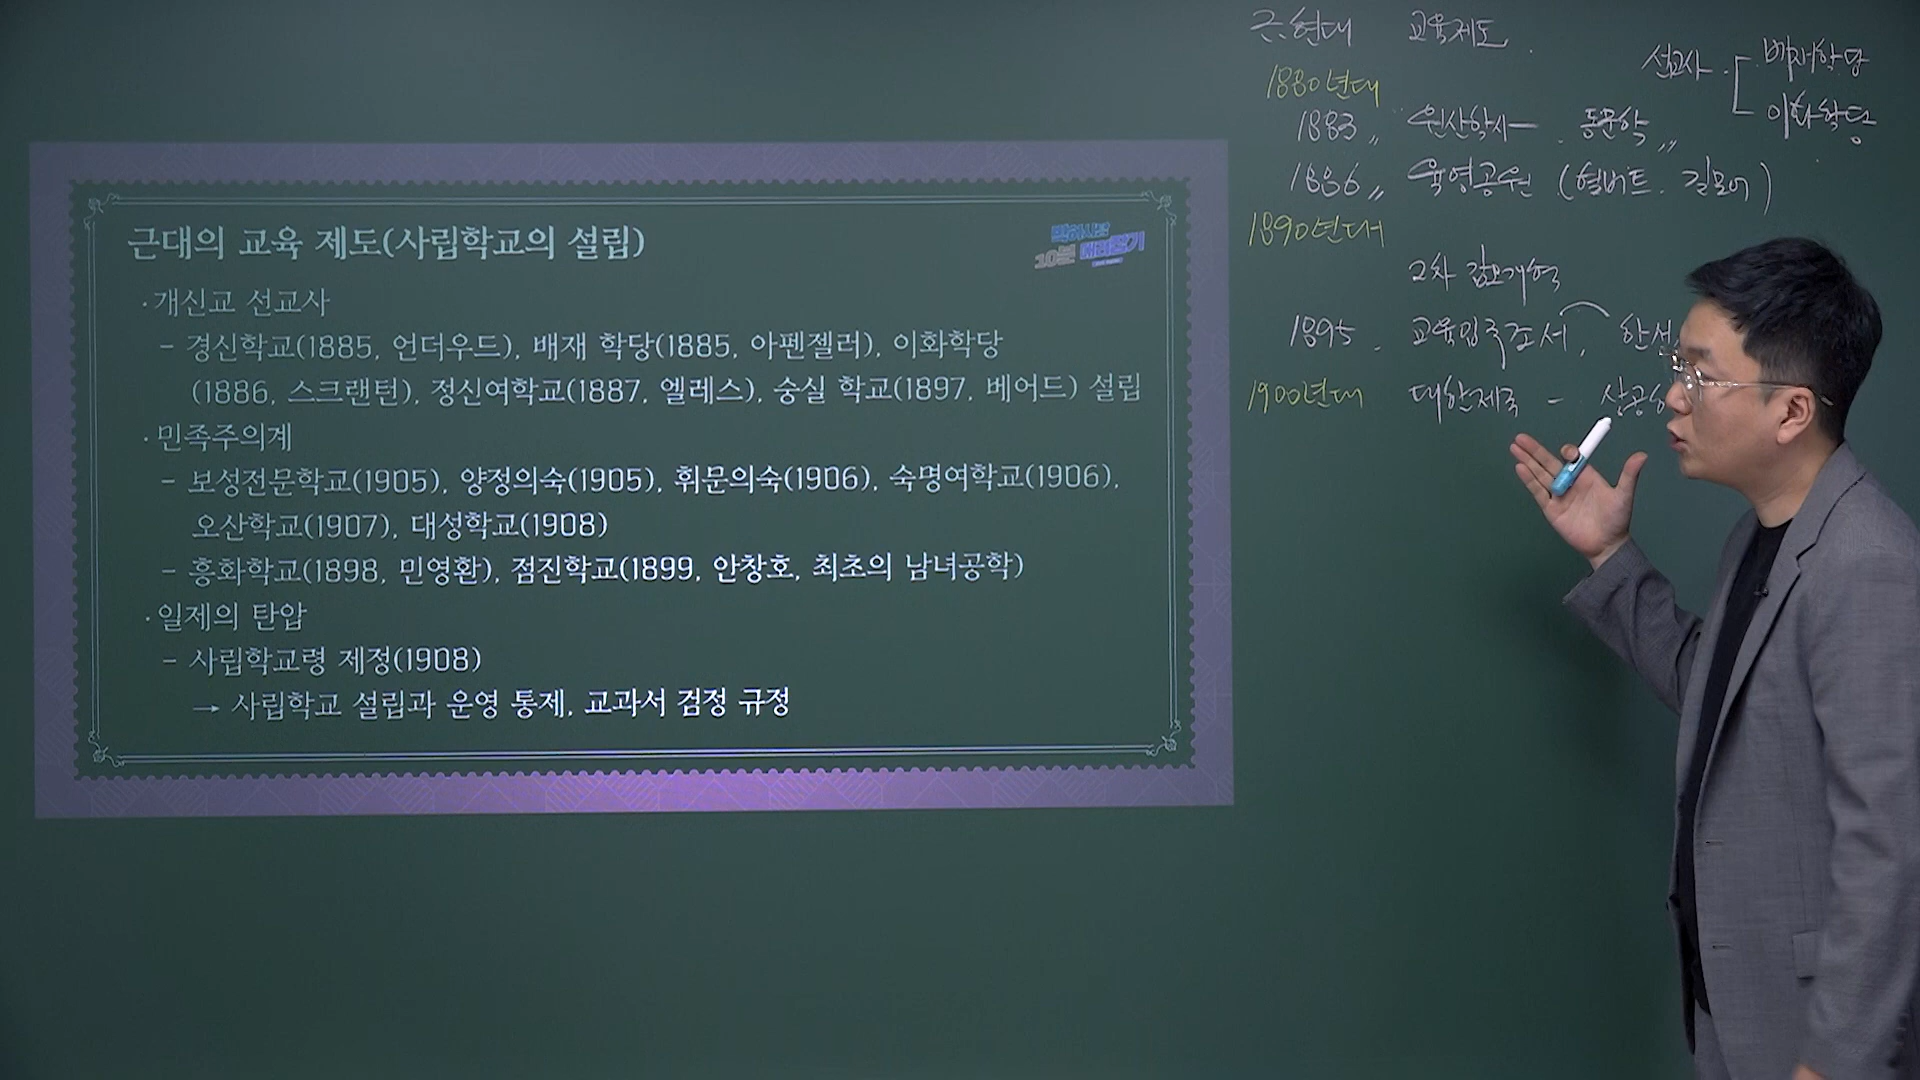 근대의 교육 제도(사립학교의 설립)
·개신교 선교사
- 경신학교(1885, 언더우드), 배재 학당(1885, 아펜젤러), 이화학당
(1886, 스크랜턴), 정신여학교(1887, 엘레스), 숭실 학교(1897, 베어드) 설립
·민족주의계
- 보성전문학교(1905), 양정의숙(1905), 휘문의숙(1906), 숙명여학교(1906),
오산학교(1907), 대성학교(1908)
- 흥화학교(1898, 민영환), 점진학교(1899, 안창호, 최초의 남녀공학)
·일제의 탄압
- 사립학교령 제정(1908)
→ 사립학교 설립과 운영 통제, 교과서 검정 규정
근·현대 교육제도.
선교사
배재학당
이화학당
1880년대
1883 〃 원산학사 동문학 〃
1886 〃 육영공원 (헐버트. 길모어)
1890년대
2차 갑오개혁
1895. 교육입국조서, 한성
1900년대 대한제국 - 상공